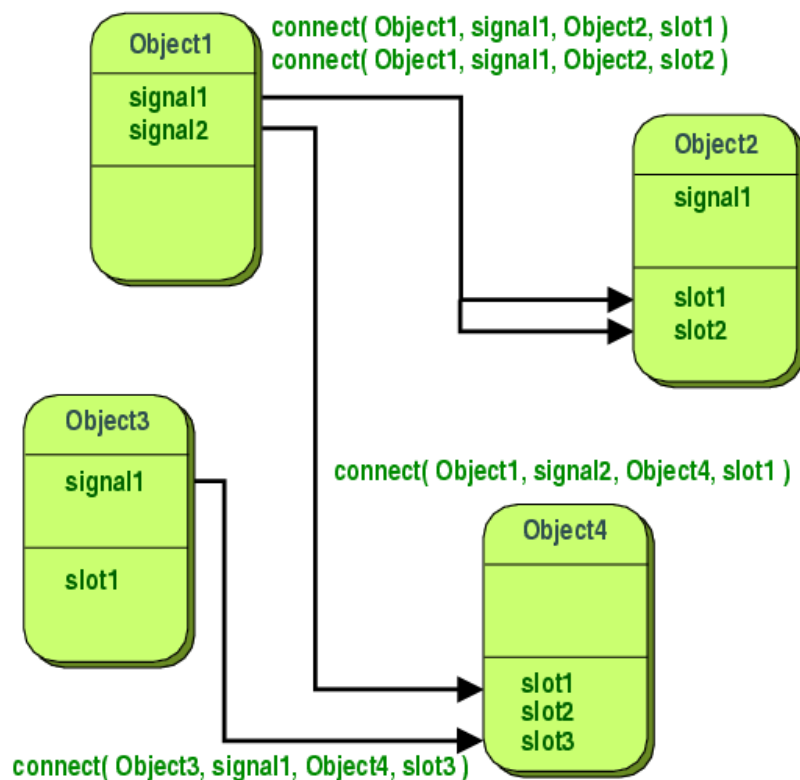 Object1
signal1
signal2
connect( Object1, signal1, Object2, slot1 )
connect( Object1, signal1, Object2, slot2 )
Object2
signal1
slot1
slot2
Object3
signal1
slot1
connect( Object1, signal2, Object4, slot1 )
Object4
slot1
slot2
slot3
connect( Object3, signal1, Object4, slot3 )